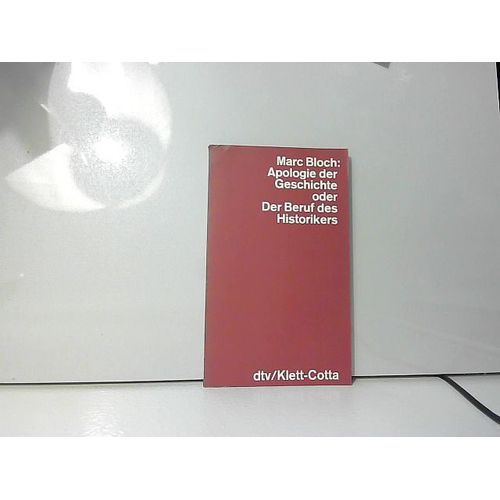 Marc Bloch:
Apologie der
Geschichte
oder
Der Beruf des
Historikers
dtv/Klett-Cotta